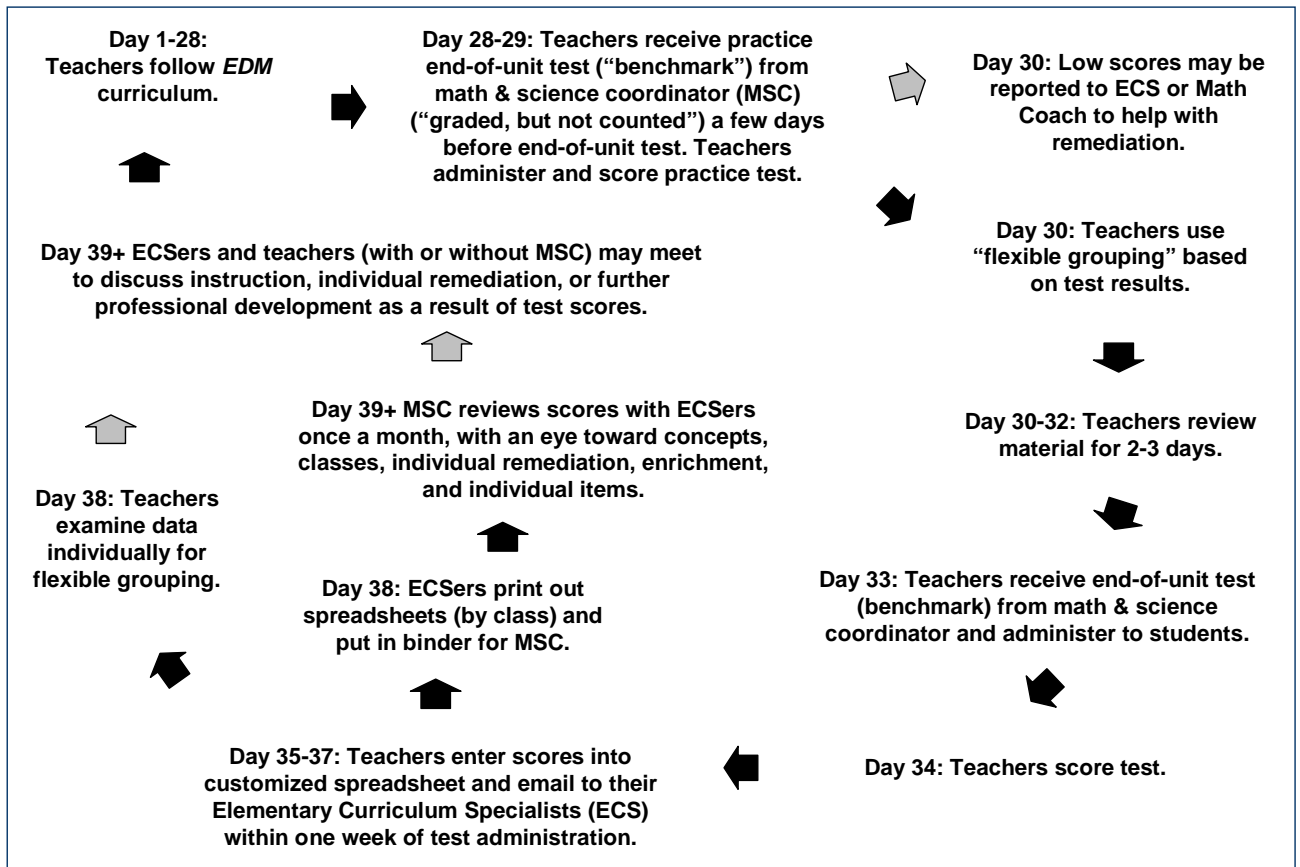 Day 1-28:
Teachers follow EDM
curriculum.
Day 28-29: Teachers receive practice
end-of-unit test (“benchmark”) from
math & science coordinator (MSC)
(“graded, but not counted”) a few days
before end-of-unit test. Teachers
administer and score practice test.
Day 30: Low scores may be
reported to ECS or Math
Coach to help with
remediation.
Day 30: Teachers use
“flexible grouping” based
on test results.
Day 30-32: Teachers review
material for 2-3 days.
Day 33: Teachers receive end-of-unit test
(benchmark) from math & science
coordinator and administer to students.
Day 34: Teachers score test.
Day 35-37: Teachers enter scores into
customized spreadsheet and email to their
Elementary Curriculum Specialists (ECS)
within one week of test administration.
Day 38: Teachers
examine data
individually for
flexible grouping.
Day 38: ECSers print out
spreadsheets (by class) and
put in binder for MSC.
Day 39+ MSC reviews scores with ECSers
once a month, with an eye toward concepts,
classes, individual remediation, enrichment,
and individual items.
Day 39+ ECSers and teachers (with or without MSC) may meet
to discuss instruction, individual remediation, or further
professional development as a result of test scores.